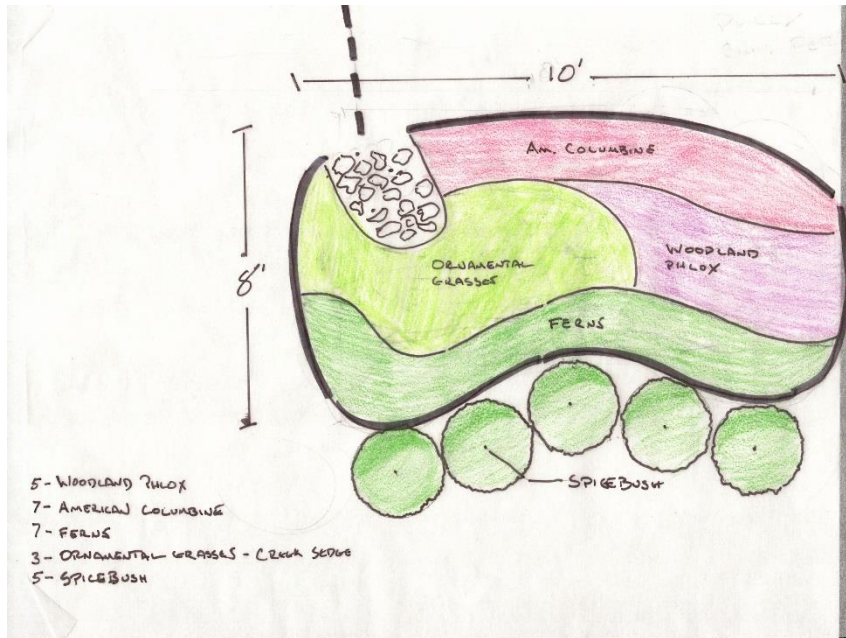 10'
AM. COLUMBINE
8'
ORNAMENTAL
GRASSES
WOODLAND
PHLOX
FERNS
SPICEBUSH
5- WOODLAND PHLOX
7- AMERICAN COLUMBINE
7- FERNS
3- ORNAMENTAL GRASSES - CREEK SEDGE
5- SPICEBUSH